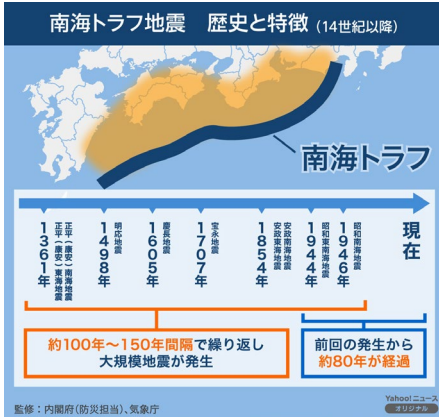 南海トラフ地震 歴史と特徴（14世紀以降）
南海トラフ
1361年
正平（康安）東海地震
正平（康安）南海地震
1498年
明応地震
1605年
慶長地震
1707年
宝永地震
1854年
安政東海地震
安政南海地震
1944年
昭和東南海地震
1946年
昭和南海地震
現在
約100年～150年間隔で繰り返し
大規模地震が発生
前回の発生から
約80年が経過
監修：内閣府（防災担当）、気象庁
Yahoo!ニュース
オリジナル